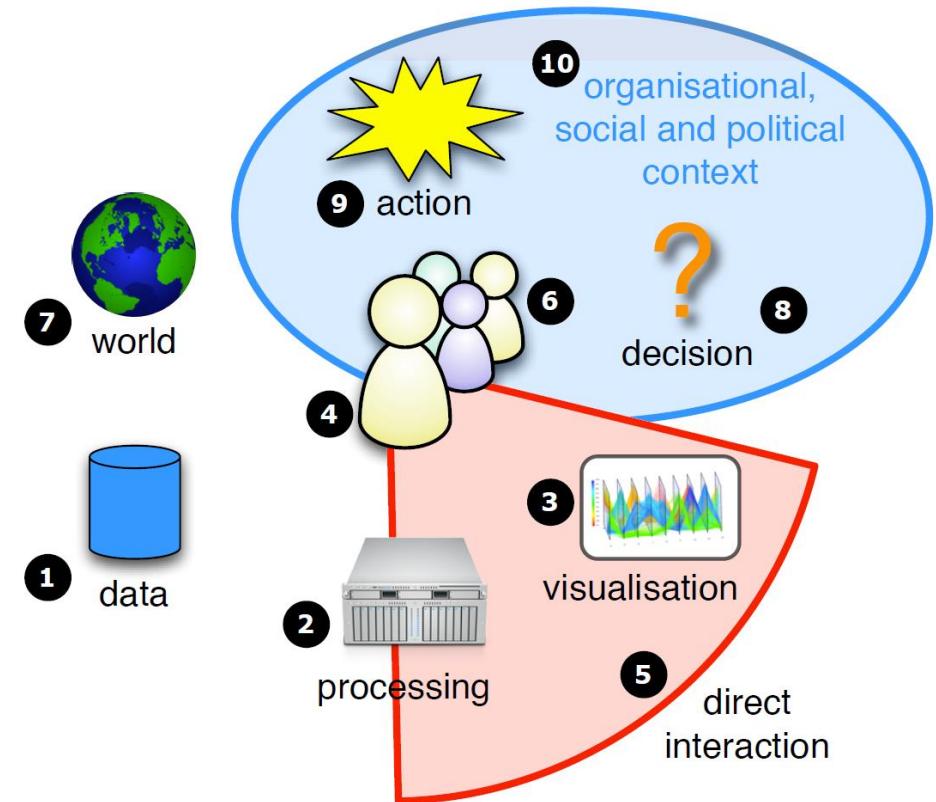 10
organisational,
social and political
context
9 action
6
8
decision
7
world
4
3
visualisation
1
data
2
processing
5
direct
interaction